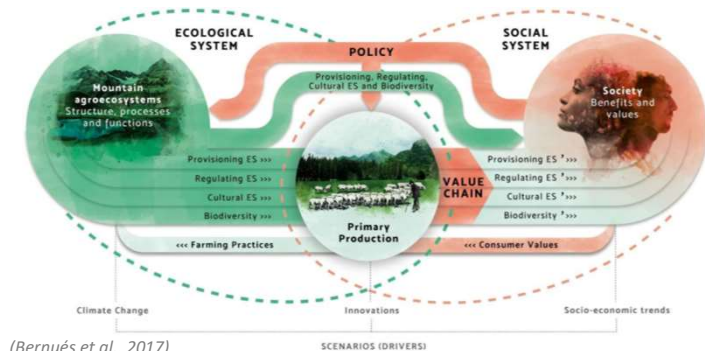 ECOLOGICAL
SYSTEM
SOCIAL
SYSTEM
POLICY
Provisioning, Regulating,
Cultural ES and Biodiversity
Mountain
agroecosystems
Structure, processes
and functions
Society
Benefits and
values
Provisioning ES >>>
Regulating ES >>>
Cultural ES >>>
Biodiversity >>>
Primary
Production
VALUE
CHAIN
Provisioning ES ’>>>
Regulating ES ’>>>
Cultural ES ’>>>
Biodiversity ’>>>
<<< Farming Practices
<<< Consumer Values
Climate Change
Innovations
Socio-economic trends
(Bernués et al., 2017)
SCENARIOS (DRIVERS)